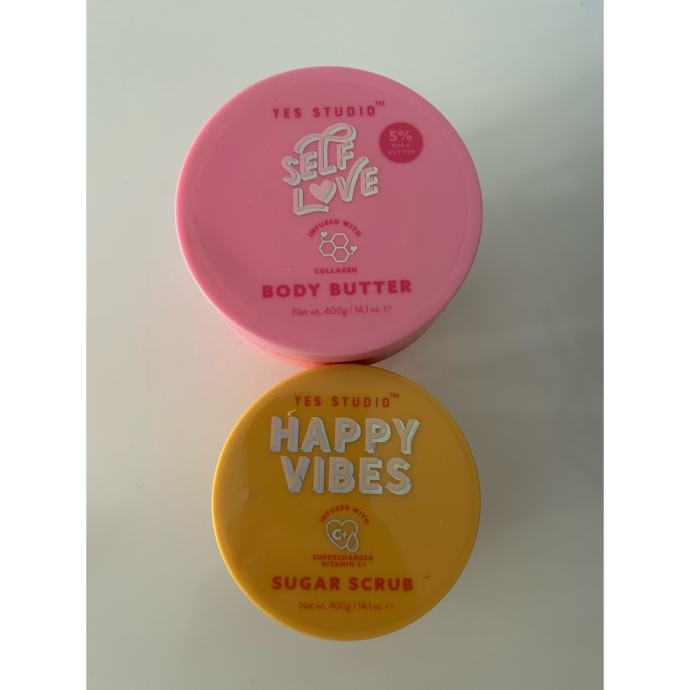 YES STUDIO™
SELF
LOVE
5%
SHEA
BUTTER
INFUSED WITH
COLLAGEN
BODY BUTTER
Net wt. 400g / 14.1 oz. ℮
YES STUDIO™
HAPPY
VIBES
INFUSED WITH
C+
SUPERCHARGED
VITAMIN C+
SUGAR SCRUB
Net wt. 400g / 14.1 oz. ℮